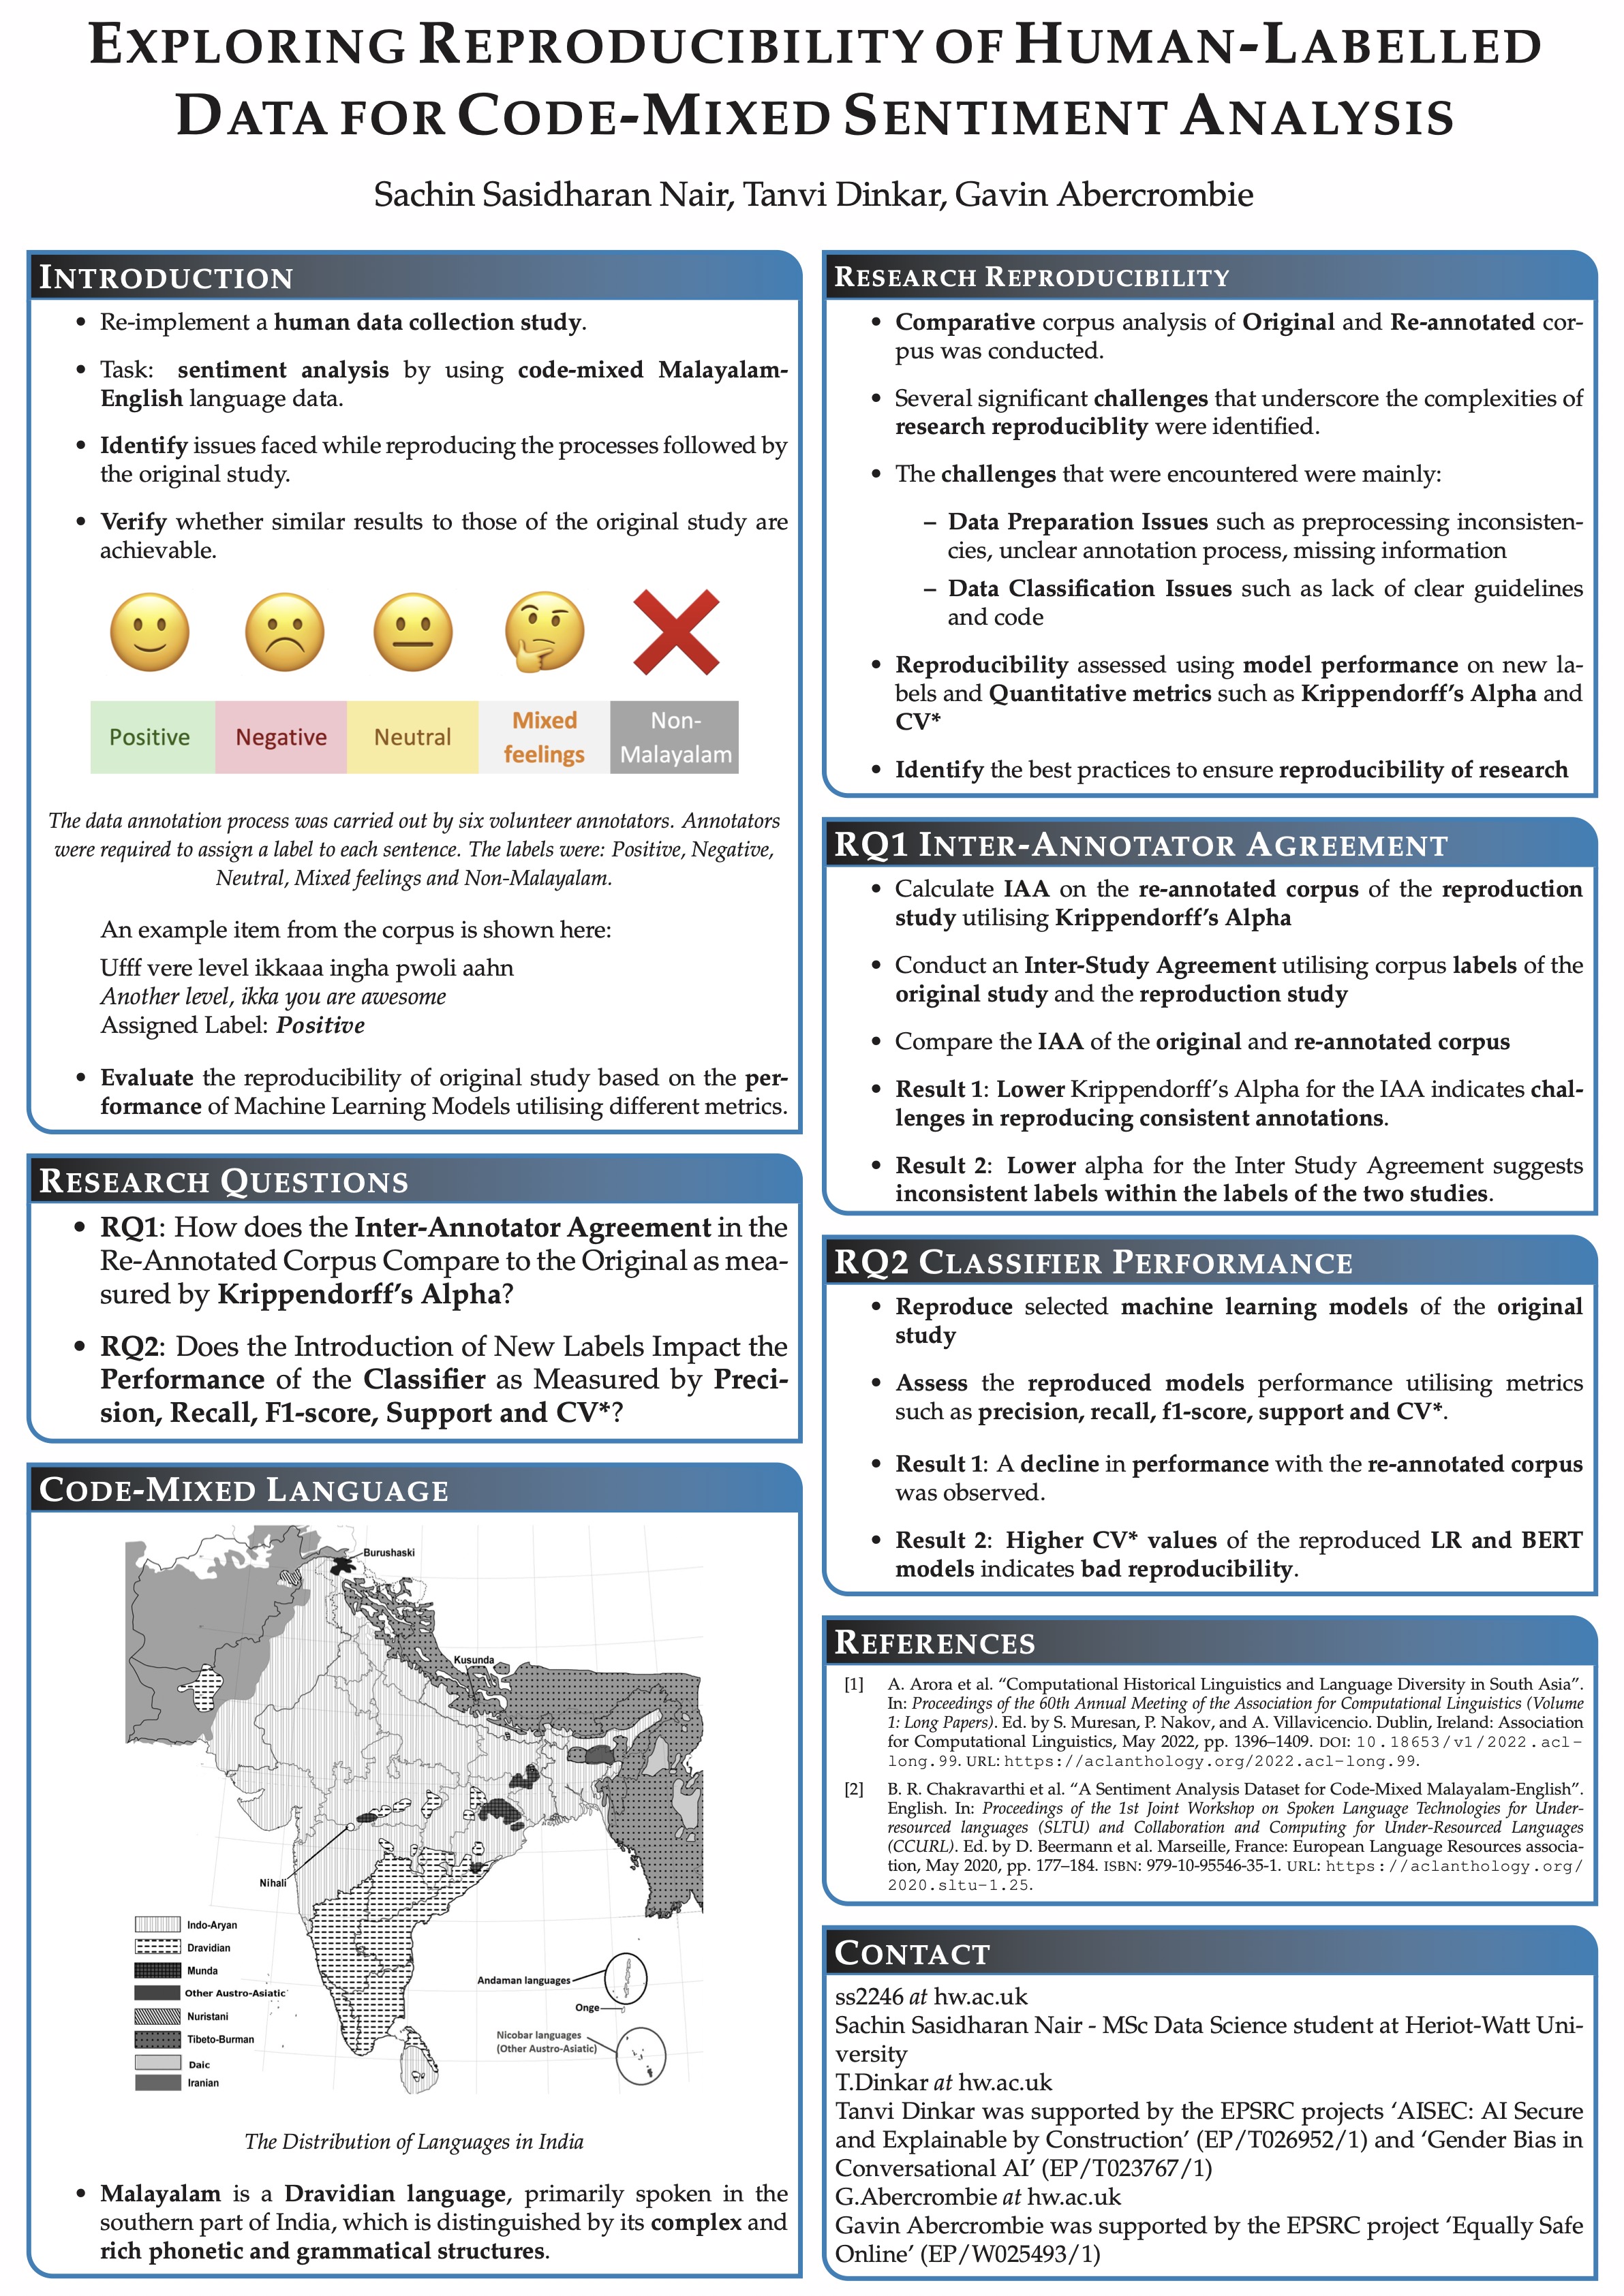 EXPLORING REPRODUCIBILITY OF HUMAN-LABELLED
DATA FOR CODE-MIXED SENTIMENT ANALYSIS
Sachin Sasidharan Nair, Tanvi Dinkar, Gavin Abercrombie
INTRODUCTION
• Re-implement a human data collection study.
• Task: sentiment analysis by using code-mixed Malayalam-
English language data.
• Identify issues faced while reproducing the processes followed by
the original study.
• Verify whether similar results to those of the original study are
achievable.
Positive
Negative
Neutral
Mixed
feelings
Non-
Malayalam
The data annotation process was carried out by six volunteer annotators. Annotators
were required to assign a label to each sentence. The labels were: Positive, Negative,
Neutral, Mixed feelings and Non-Malayalam.
An example item from the corpus is shown here:
Ufff vere level ikkaaa ingha pwoli aahn
Another level, ikka you are awesome
Assigned Label: Positive
• Evaluate the reproducibility of original study based on the per-
formance of Machine Learning Models utilising different metrics.
RESEARCH QUESTIONS
• RQ1: How does the Inter-Annotator Agreement in the
Re-Annotated Corpus Compare to the Original as mea-
sured by Krippendorff's Alpha?
• RQ2: Does the Introduction of New Labels Impact the
Performance of the Classifier as Measured by Preci-
sion, Recall, F1-score, Support and CV*?
CODE-MIXED LANGUAGE
Burushaski
Kusunda
Nihali
Indo-Aryan
Dravidian
Munda
Other Austro-Asiatic
Nuristani
Tibeto-Burman
Daic
Iranian
Andaman languages
Onge
Nicobar languages
(Other Austro-Asiatic)
The Distribution of Languages in India
• Malayalam is a Dravidian language, primarily spoken in the
southern part of India, which is distinguished by its complex and
rich phonetic and grammatical structures.
RESEARCH REPRODUCIBILITY
• Comparative corpus analysis of Original and Re-annotated cor-
pus was conducted.
• Several significant challenges that underscore the complexities of
research reproduciblity were identified.
• The challenges that were encountered were mainly:
– Data Preparation Issues such as preprocessing inconsisten-
cies, unclear annotation process, missing information
– Data Classification Issues such as lack of clear guidelines
and code
• Reproducibility assessed using model performance on new la-
bels and Quantitative metrics such as Krippendorff's Alpha and
CV*
• Identify the best practices to ensure reproducibility of research
RQ1 INTER-ANNOTATOR AGREEMENT
• Calculate IAA on the re-annotated corpus of the reproduction
study utilising Krippendorff's Alpha
• Conduct an Inter-Study Agreement utilising corpus labels of the
original study and the reproduction study
• Compare the IAA of the original and re-annotated corpus
• Result 1: Lower Krippendorff's Alpha for the IAA indicates chal-
lenges in reproducing consistent annotations.
• Result 2: Lower alpha for the Inter Study Agreement suggests
inconsistent labels within the labels of the two studies.
RQ2 CLASSIFIER PERFORMANCE
• Reproduce selected machine learning models of the original
study
• Assess the reproduced models performance utilising metrics
such as precision, recall, f1-score, support and CV*.
• Result 1: A decline in performance with the re-annotated corpus
was observed.
• Result 2: Higher CV* values of the reproduced LR and BERT
models indicates bad reproducibility.
REFERENCES
[1] A. Arora et al. “Computational Historical Linguistics and Language Diversity in South Asia”.
In: Proceedings of the 60th Annual Meeting of the Association for Computational Linguistics (Volume
1: Long Papers). Ed. by S. Muresan, P. Nakov, and A. Villavicencio. Dublin, Ireland: Association
for Computational Linguistics, May 2022, pp. 1396–1409. DOI: 10.18653/v1/2022.acl-
long.99. URL: https://aclanthology.org/2022.acl-long.99.
[2] B. R. Chakravarthi et al. “A Sentiment Analysis Dataset for Code-Mixed Malayalam-English”.
English. In: Proceedings of the 1st Joint Workshop on Spoken Language Technologies for Under-
resourced languages (SLTU) and Collaboration and Computing for Under-Resourced Languages
(CCURL). Ed. by D. Beermann et al. Marseille, France: European Language Resources associa-
tion, May 2020, pp. 177–184. ISBN: 979-10-95546-35-1. URL: https://aclanthology.org/
2020.sltu-1.25.
CONTACT
ss2246 at hw.ac.uk
Sachin Sasidharan Nair - MSc Data Science student at Heriot-Watt Uni-
versity
T.Dinkar at hw.ac.uk
Tanvi Dinkar was supported by the EPSRC projects ‘AISEC: AI Secure
and Explainable by Construction’ (EP/T026952/1) and ‘Gender Bias in
Conversational AI’ (EP/T023767/1)
G.Abercrombie at hw.ac.uk
Gavin Abercrombie was supported by the EPSRC project ‘Equally Safe
Online’ (EP/W025493/1)